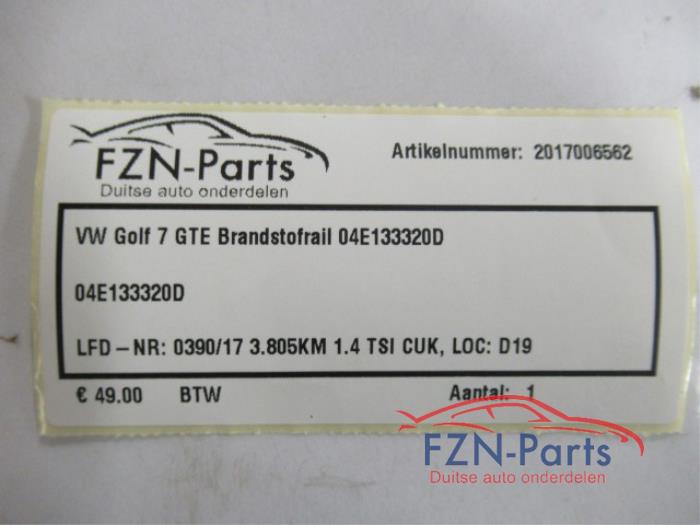 FZN-Parts
Duitse auto onderdelen
Artikelnummer: 2017006562
VW Golf 7 GTE Brandstofrail 04E133320D
04E133320D
LFD-NR: 0390/17 3.805KM 1.4 TSI CUK, LOC: D19
€ 49.00 BTW Aantal: 1
FZN-Parts
Duitse auto onderdelen